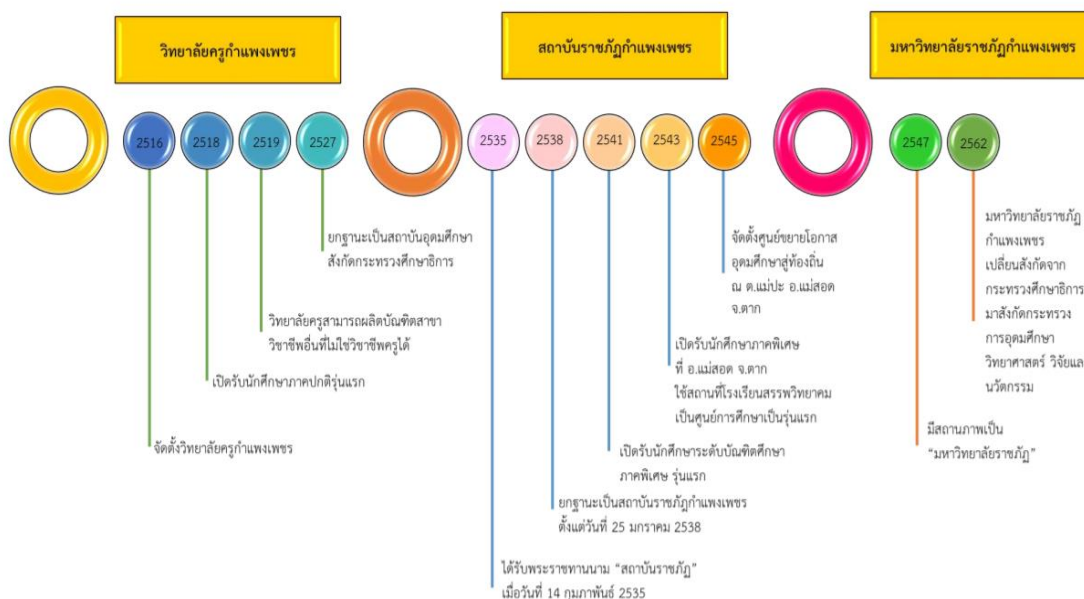 วิทยาลัยครูกำแพงเพชร
สถาบันราชภัฏกำแพงเพชร
มหาวิทยาลัยราชภัฏกำแพงเพชร
2516
2518
2519
2527
2535
2538
2541
2543
2545
2547
2562
ยกฐานะเป็นสถาบันอุดมศึกษา
สังกัดกระทรวงศึกษาธิการ
วิทยาลัยครูสามารถผลิตบัณฑิตสาขา
วิชาชีพอื่นที่ไม่ใช่วิชาชีพครูได้
เปิดรับนักศึกษาภาคปกติรุ่นแรก
จัดตั้งวิทยาลัยครูกำแพงเพชร
จัดตั้งศูนย์ขยายโอกาส
อุดมศึกษาสู่ท้องถิ่น
ณ ต.แม่ปะ อ.แม่สอด
จ.ตาก
เปิดรับนักศึกษาภาคพิเศษ
ที่ อ.แม่สอด จ.ตาก
ใช้สถานที่โรงเรียนสรรพวิทยาคม
เป็นศูนย์การศึกษาเป็นรุ่นแรก
เปิดรับนักศึกษาระดับบัณฑิตศึกษา
ภาคพิเศษ รุ่นแรก
ยกฐานะเป็นสถาบันราชภัฏกำแพงเพชร
ตั้งแต่วันที่ 25 มกราคม 2538
ได้รับพระราชทานนาม “สถาบันราชภัฏ”
เมื่อวันที่ 14 กุมภาพันธ์ 2535
มหาวิทยาลัยราชภัฏ
กำแพงเพชร
เปลี่ยนสังกัดจาก
กระทรวงศึกษาธิการ
มาสังกัดกระทรวง
การอุดมศึกษา
วิทยาศาสตร์ วิจัยแล
นวัตกรรม
มีสถานภาพเป็น
“มหาวิทยาลัยราชภัฏ”